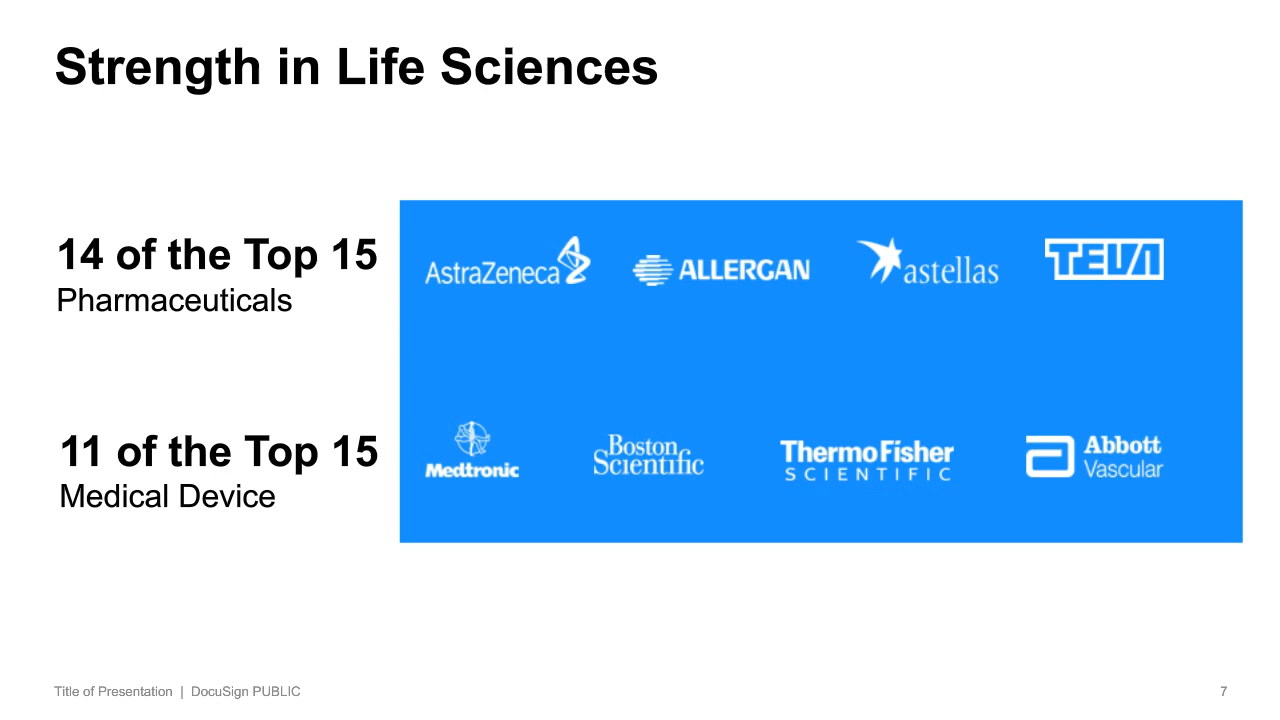 Strength in Life Sciences
14 of the Top 15
Pharmaceuticals
AstraZeneca
ALLERGAN
astellas
TEVA
11 of the Top 15
Medical Device
Medtronic
Boston
Scientific
ThermoFisher
SCIENTIFIC
Abbott
Vascular
Title of Presentation | DocuSign PUBLIC
7